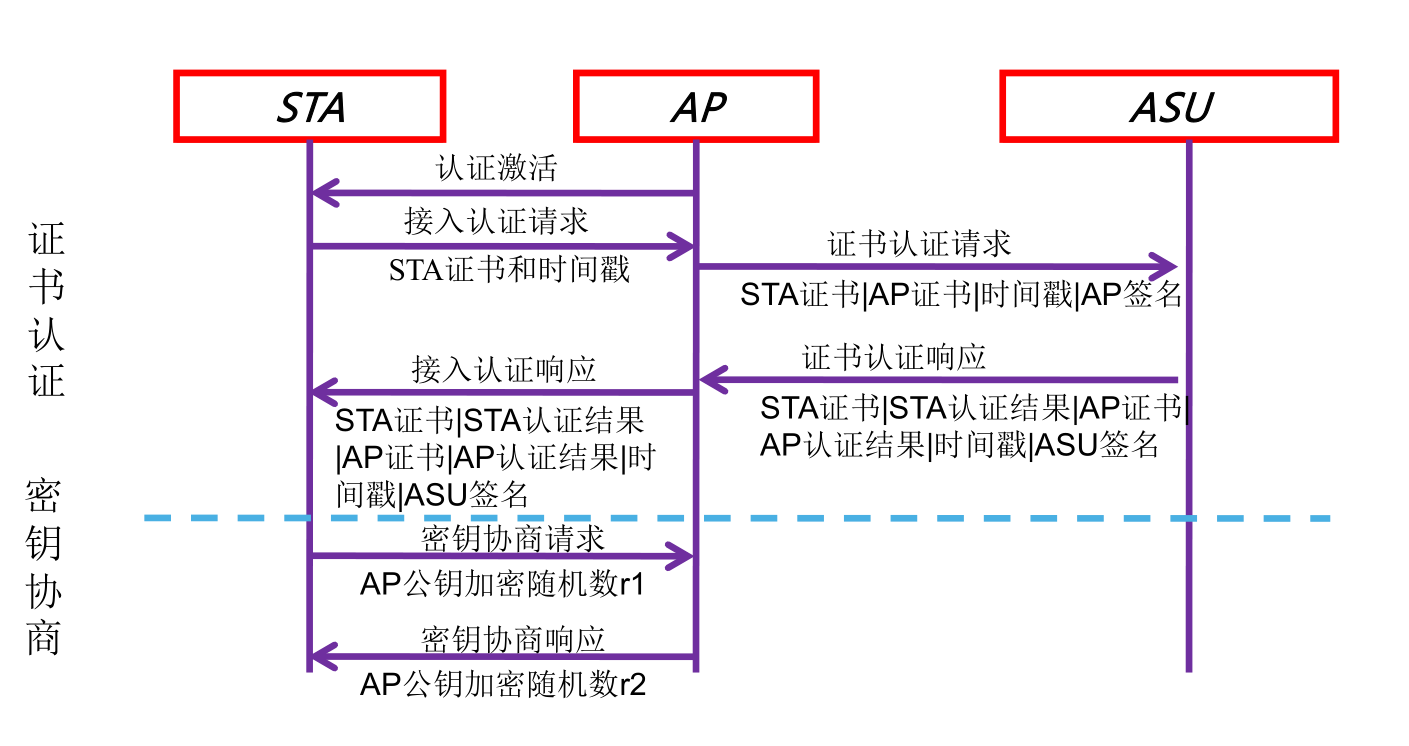 STA
AP
ASU
证书认证
认证激活
接入认证请求
STA证书和时间戳
证书认证请求
STA证书|AP证书|时间戳|AP签名
证书认证响应
STA证书|STA认证结果|AP证书|
AP认证结果|时间戳|ASU签名
接入认证响应
STA证书|STA认证结果
|AP证书|AP认证结果|时
间戳|ASU签名
密钥协商
密钥协商请求
AP公钥加密随机数r1
密钥协商响应
AP公钥加密随机数r2